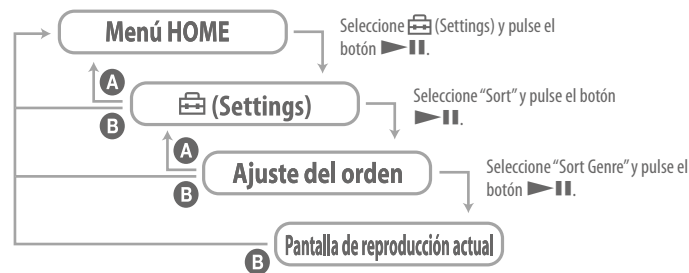 Menú HOME
Seleccione (Settings) y pulse el
botón ►II.
A
B
(Settings)
Seleccione “Sort” y pulse el botón
►II.
A
B
Ajuste del orden
Seleccione “Sort Genre” y pulse el
botón ►II.
B
Pantalla de reproducción actual